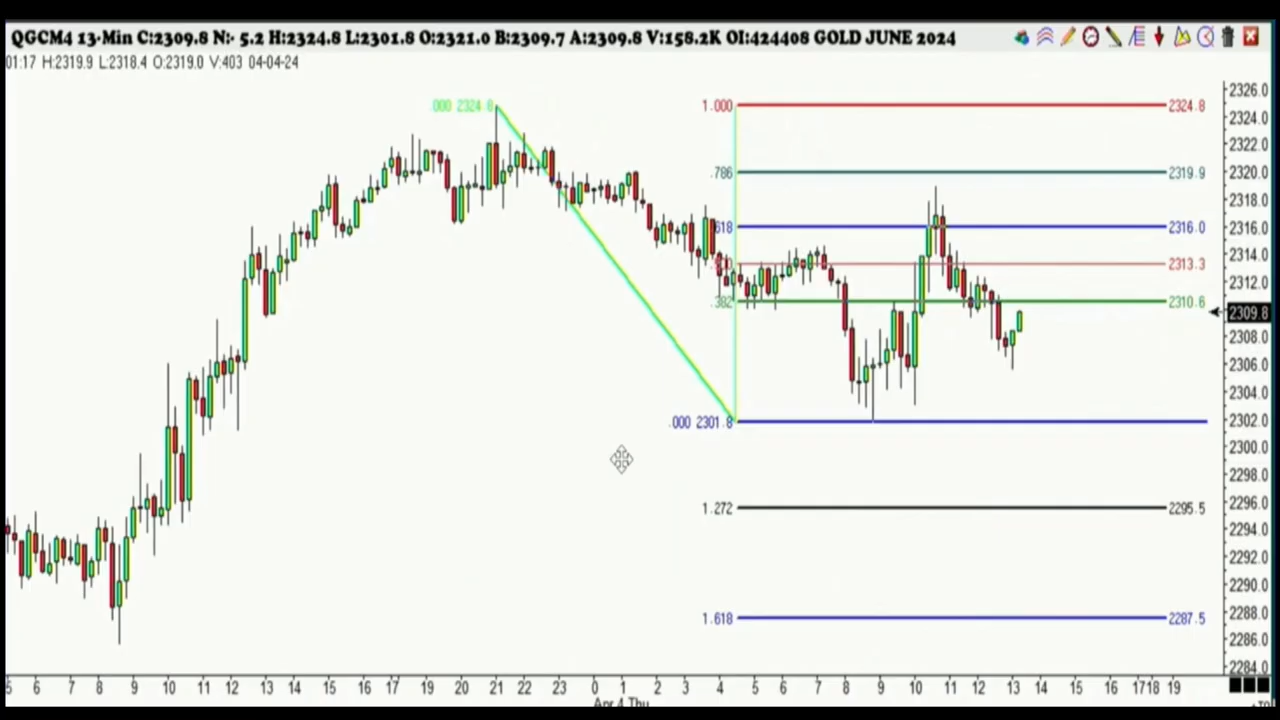 QGCM4 13-Min C:2309.8 N:- 5.2 H:2324.8 L:2301.8 O:2321.0 B:2309.7 A:2309.8 V:158.2K OI:424408 GOLD JUNE 2024
01:17 H:2319.9 L:2318.4 O:2319.0 V:403 04-04-24
2326.0
.000 2324.8 1.000 2324.8
2324.0
2322.0
.786 2319.9 2320.0
2318.0
.618 2316.0 2316.0
2314.0
2313.3
2312.0
.382 2310.6
2309.8
2308.0
2306.0
2304.0
.000 2301.8 2302.0
2300.0
2298.0
2296.0
1.272 2295.5
2294.0
2292.0
2290.0
2288.0
1.618 2287.5
2286.0
2284.0
5 6 7 8 9 10 11 12 13 14 15 16 17 19 20 21 22 23 0 1 2 3 4 5 6 7 8 9 10 11 12 13 14 15 16 17 18 19
Apr 4 Thu